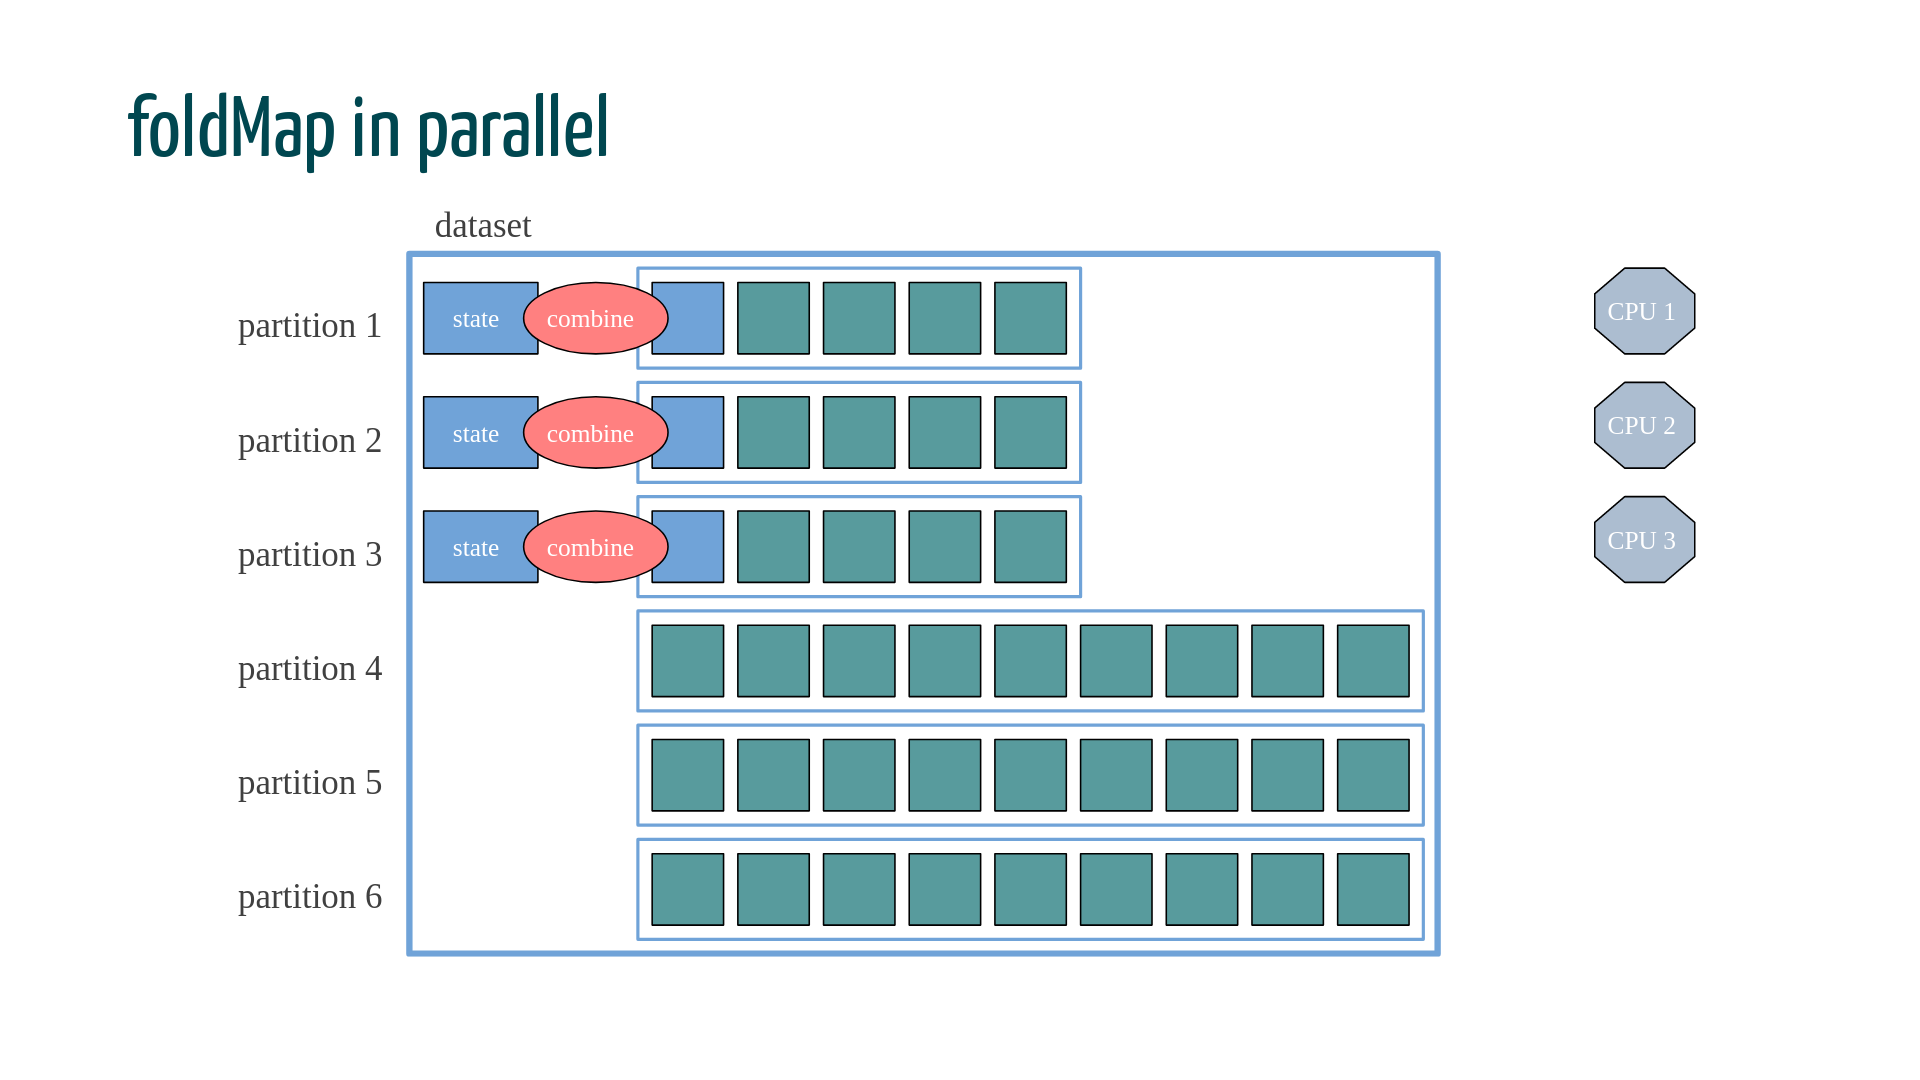 foldMap in parallel
dataset
partition 1
state
combine
CPU 1
partition 2
state
combine
CPU 2
partition 3
state
combine
CPU 3
partition 4
partition 5
partition 6